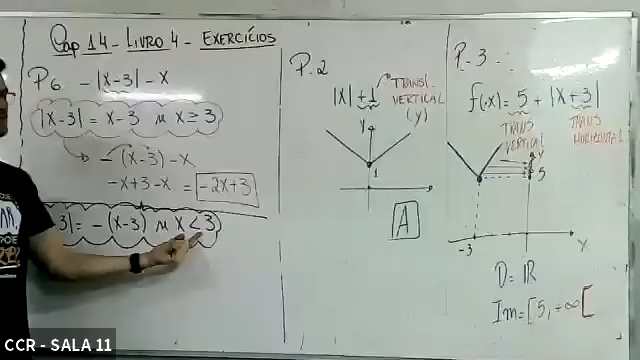 Cap 14 - Livro 4 - Exercícios
P6 - |x-3| - x
|x-3| = x-3 se x ≥ 3
- (x-3) - x
-x+3-x = -2x+3
3| = -(x-3) se x < 3
P.2
|x| + 1 → Transl. Vertical (y)
y
1
A
P.3
f(x) = 5 + |x+3|
Trans Vertical
Trans Horizontal
y
5
-3
x
D = ℝ
Im = [5, +∞[
CCR - SALA 11